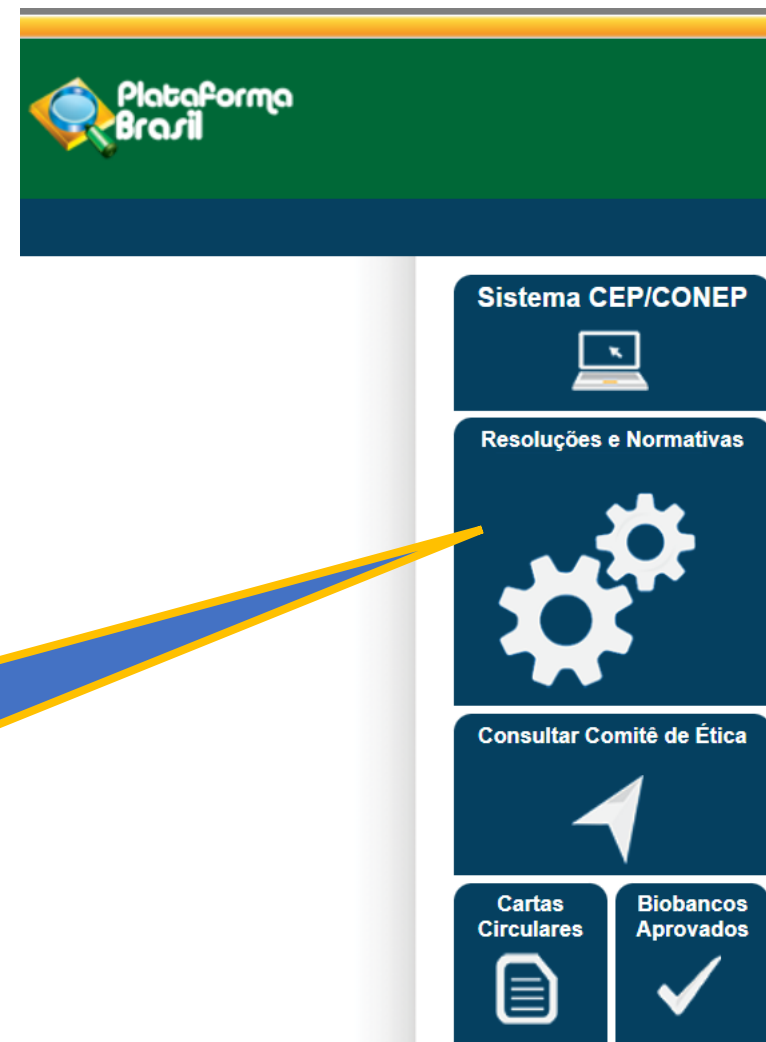 Plataforma
Brasil
Sistema CEP/CONEP
Resoluções e Normativas
Consultar Comitê de Ética
Cartas
Circulares
Biobancos
Aprovados